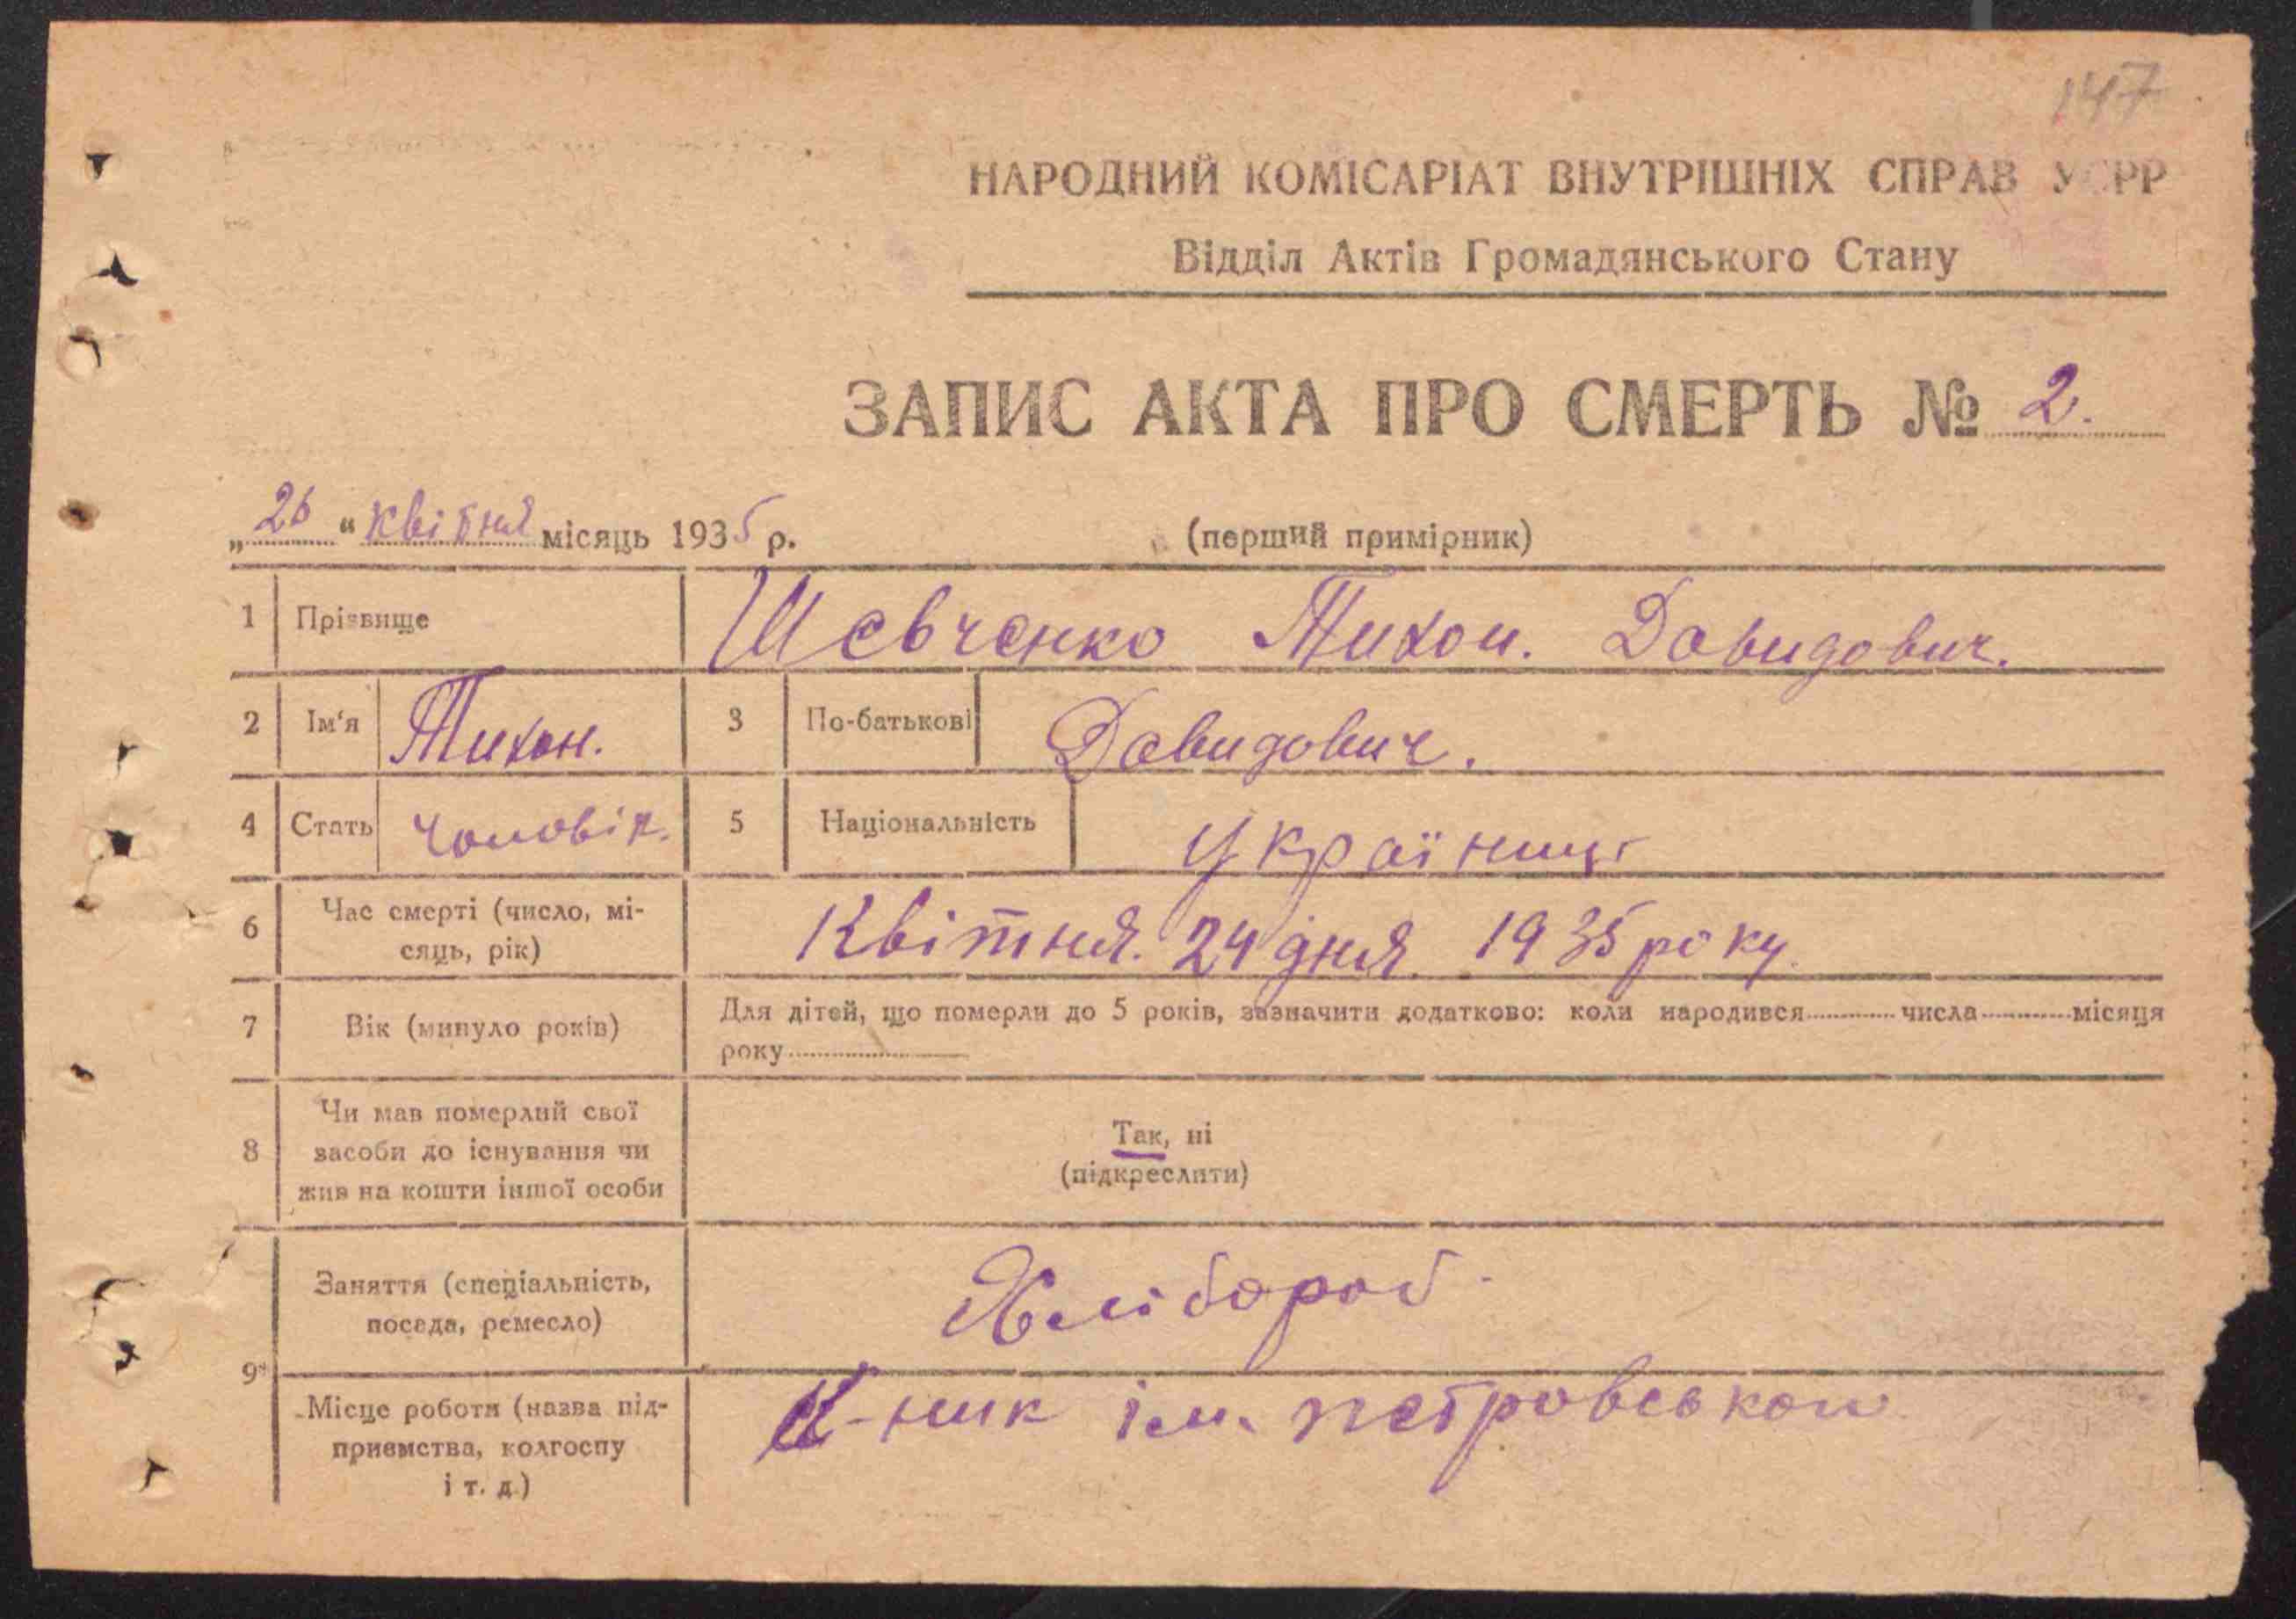 147
НАРОДНИЙ КОМІСАРІАТ ВНУТРІШНІХ СПРАВ УСРР
Відділ Актів Громадянського Стану
ЗАПИС АКТА ПРО СМЕРТЬ № 2.
„26“ квітня місяць 1935 р. (перший примірник)
1 Прізвище Шевченко Тихон. Давидович.
2 Ім‘я Тихон. 3 По-батькові Давидович.
4 Стать чоловік. 5 Національність Українець
6 Час смерті (число, мі-
сяць, рік) Квітня. 24 дня. 1935 року.
7 Вік (минуло років) Для дітей, що померли до 5 років, зазначити додатково: коли народився числа місяця
року
8 Чи мав померлий свої
засоби до існування чи
жив на кошти іншої особи
Так, ні
(підкреслити)
9* Заняття (спеціальність,
посада, ремесло) Хлібороб.
Місце роботи (назва під-
приємства, колгоспу
і т. д.)
К-ник ім. петровського